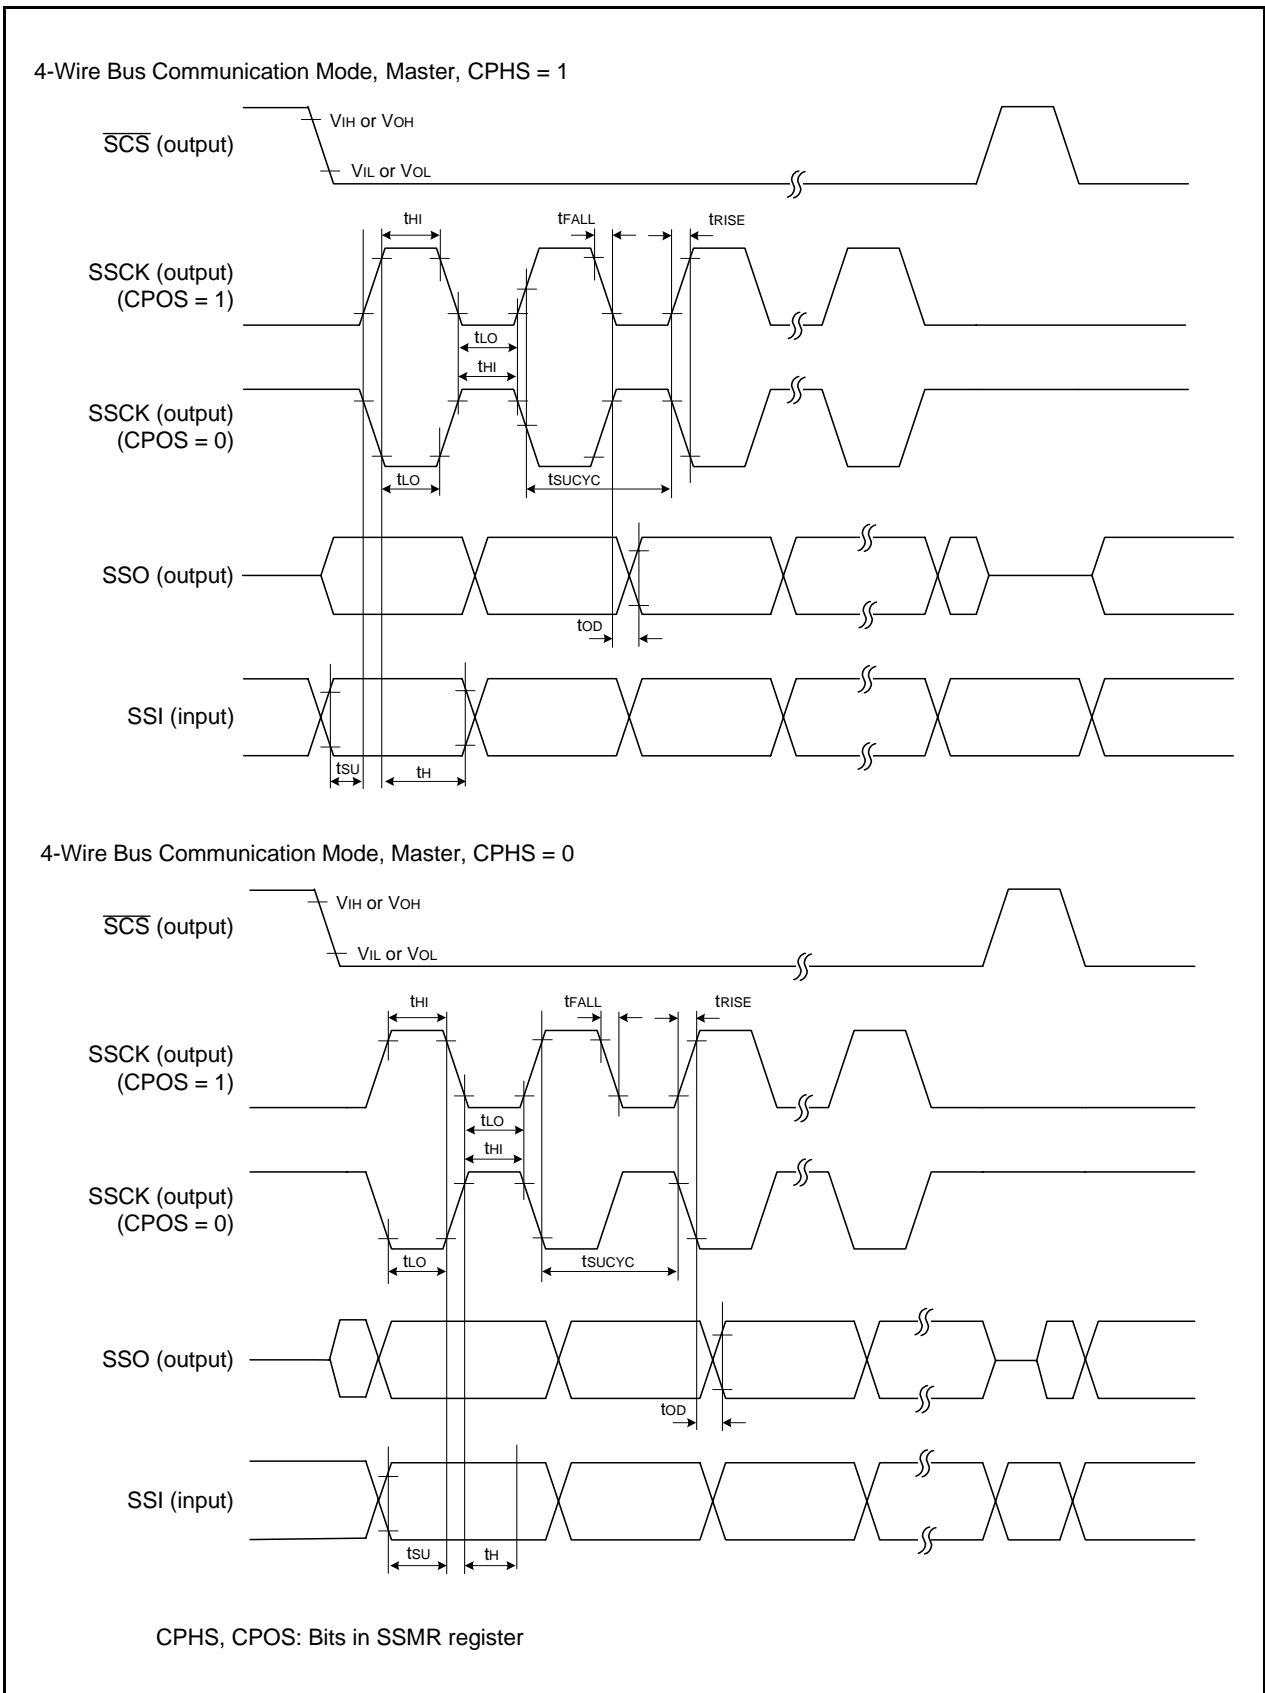 4-Wire Bus Communication Mode, Master, CPHS = 1
VIH or VOH
SCS (output)
VIL or VOL
tHI
tFALL
tRISE
SSCK (output)
(CPOS = 1)
tLO
tHI
SSCK (output)
(CPOS = 0)
tLO
tSUCYC
SSO (output)
tOD
SSI (input)
tSU
tH
4-Wire Bus Communication Mode, Master, CPHS = 0
VIH or VOH
SCS (output)
VIL or VOL
tHI
tFALL
tRISE
SSCK (output)
(CPOS = 1)
tLO
tHI
SSCK (output)
(CPOS = 0)
tLO
tSUCYC
SSO (output)
tOD
SSI (input)
tSU
tH
CPHS, CPOS: Bits in SSMR register